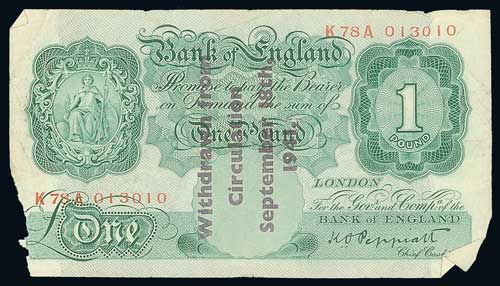 K78A 013010
Bank of England
Promise to pay the Bearer
on Demand the sum of
One Pound
1
POUND
Withdrawn from
Circulation
September 18th,
1941.
LONDON
For the Govr. and Compa. of the
BANK OF ENGLAND
K78A 013010
£One
K O Peppiatt
Chief Cash